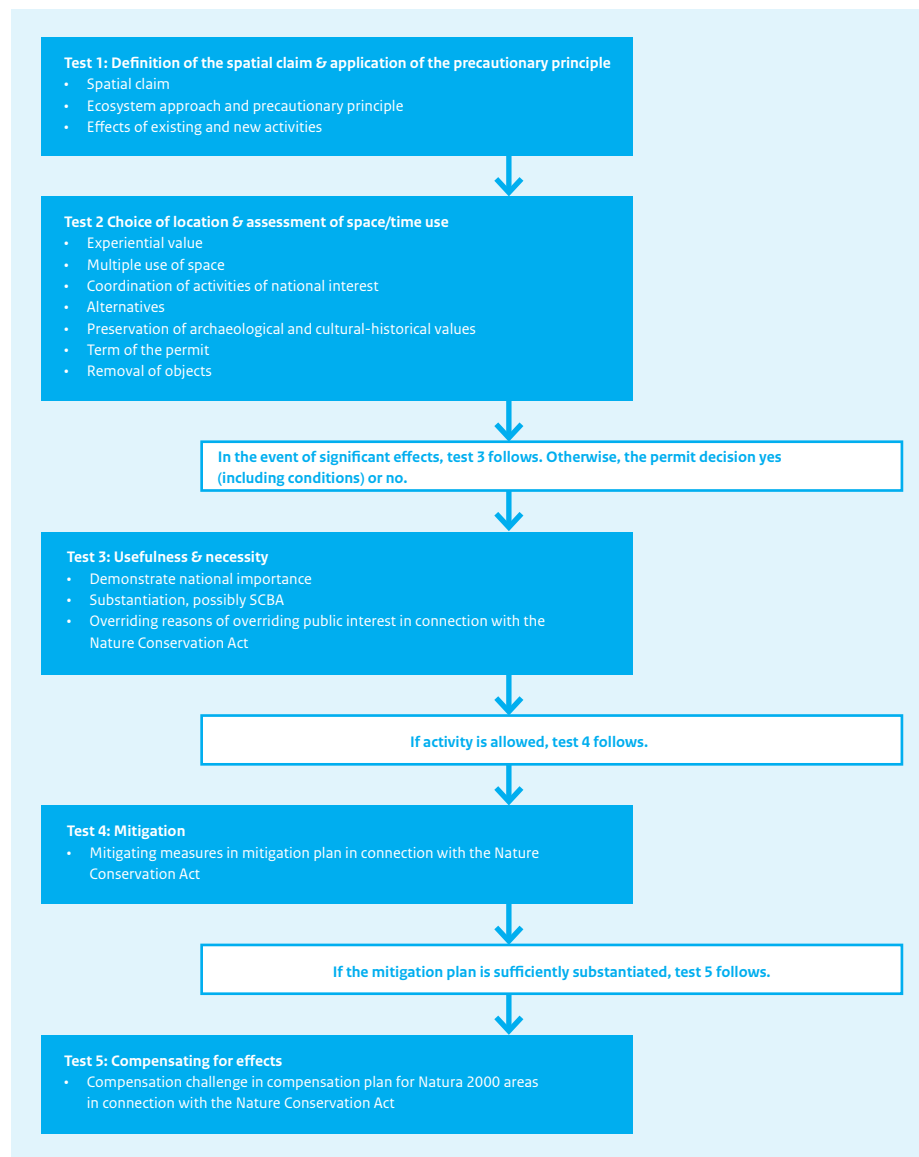 Test 1: Definition of the spatial claim & application of the precautionary principle
• Spatial claim
• Ecosystem approach and precautionary principle
• Effects of existing and new activities
Test 2 Choice of location & assessment of space/time use
• Experiential value
• Multiple use of space
• Coordination of activities of national interest
• Alternatives
• Preservation of archaeological and cultural-historical values
• Term of the permit
• Removal of objects
In the event of significant effects, test 3 follows. Otherwise, the permit decision yes
(including conditions) or no.
Test 3: Usefulness & necessity
• Demonstrate national importance
• Substantiation, possibly SCBA
• Overriding reasons of overriding public interest in connection with the
Nature Conservation Act
If activity is allowed, test 4 follows.
Test 4: Mitigation
• Mitigating measures in mitigation plan in connection with the Nature
Conservation Act
If the mitigation plan is sufficiently substantiated, test 5 follows.
Test 5: Compensating for effects
• Compensation challenge in compensation plan for Natura 2000 areas
in connection with the Nature Conservation Act